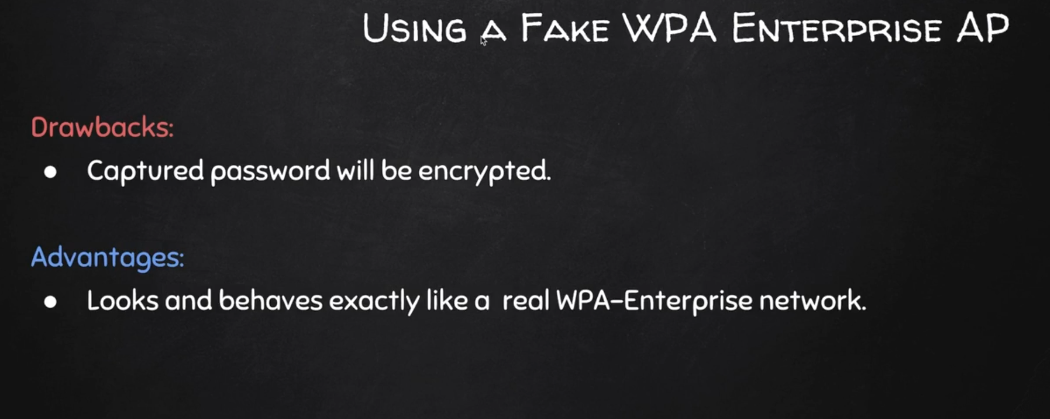 Using a Fake WPA Enterprise AP
Drawbacks:
● Captured password will be encrypted.
Advantages:
● Looks and behaves exactly like a real WPA-Enterprise network.